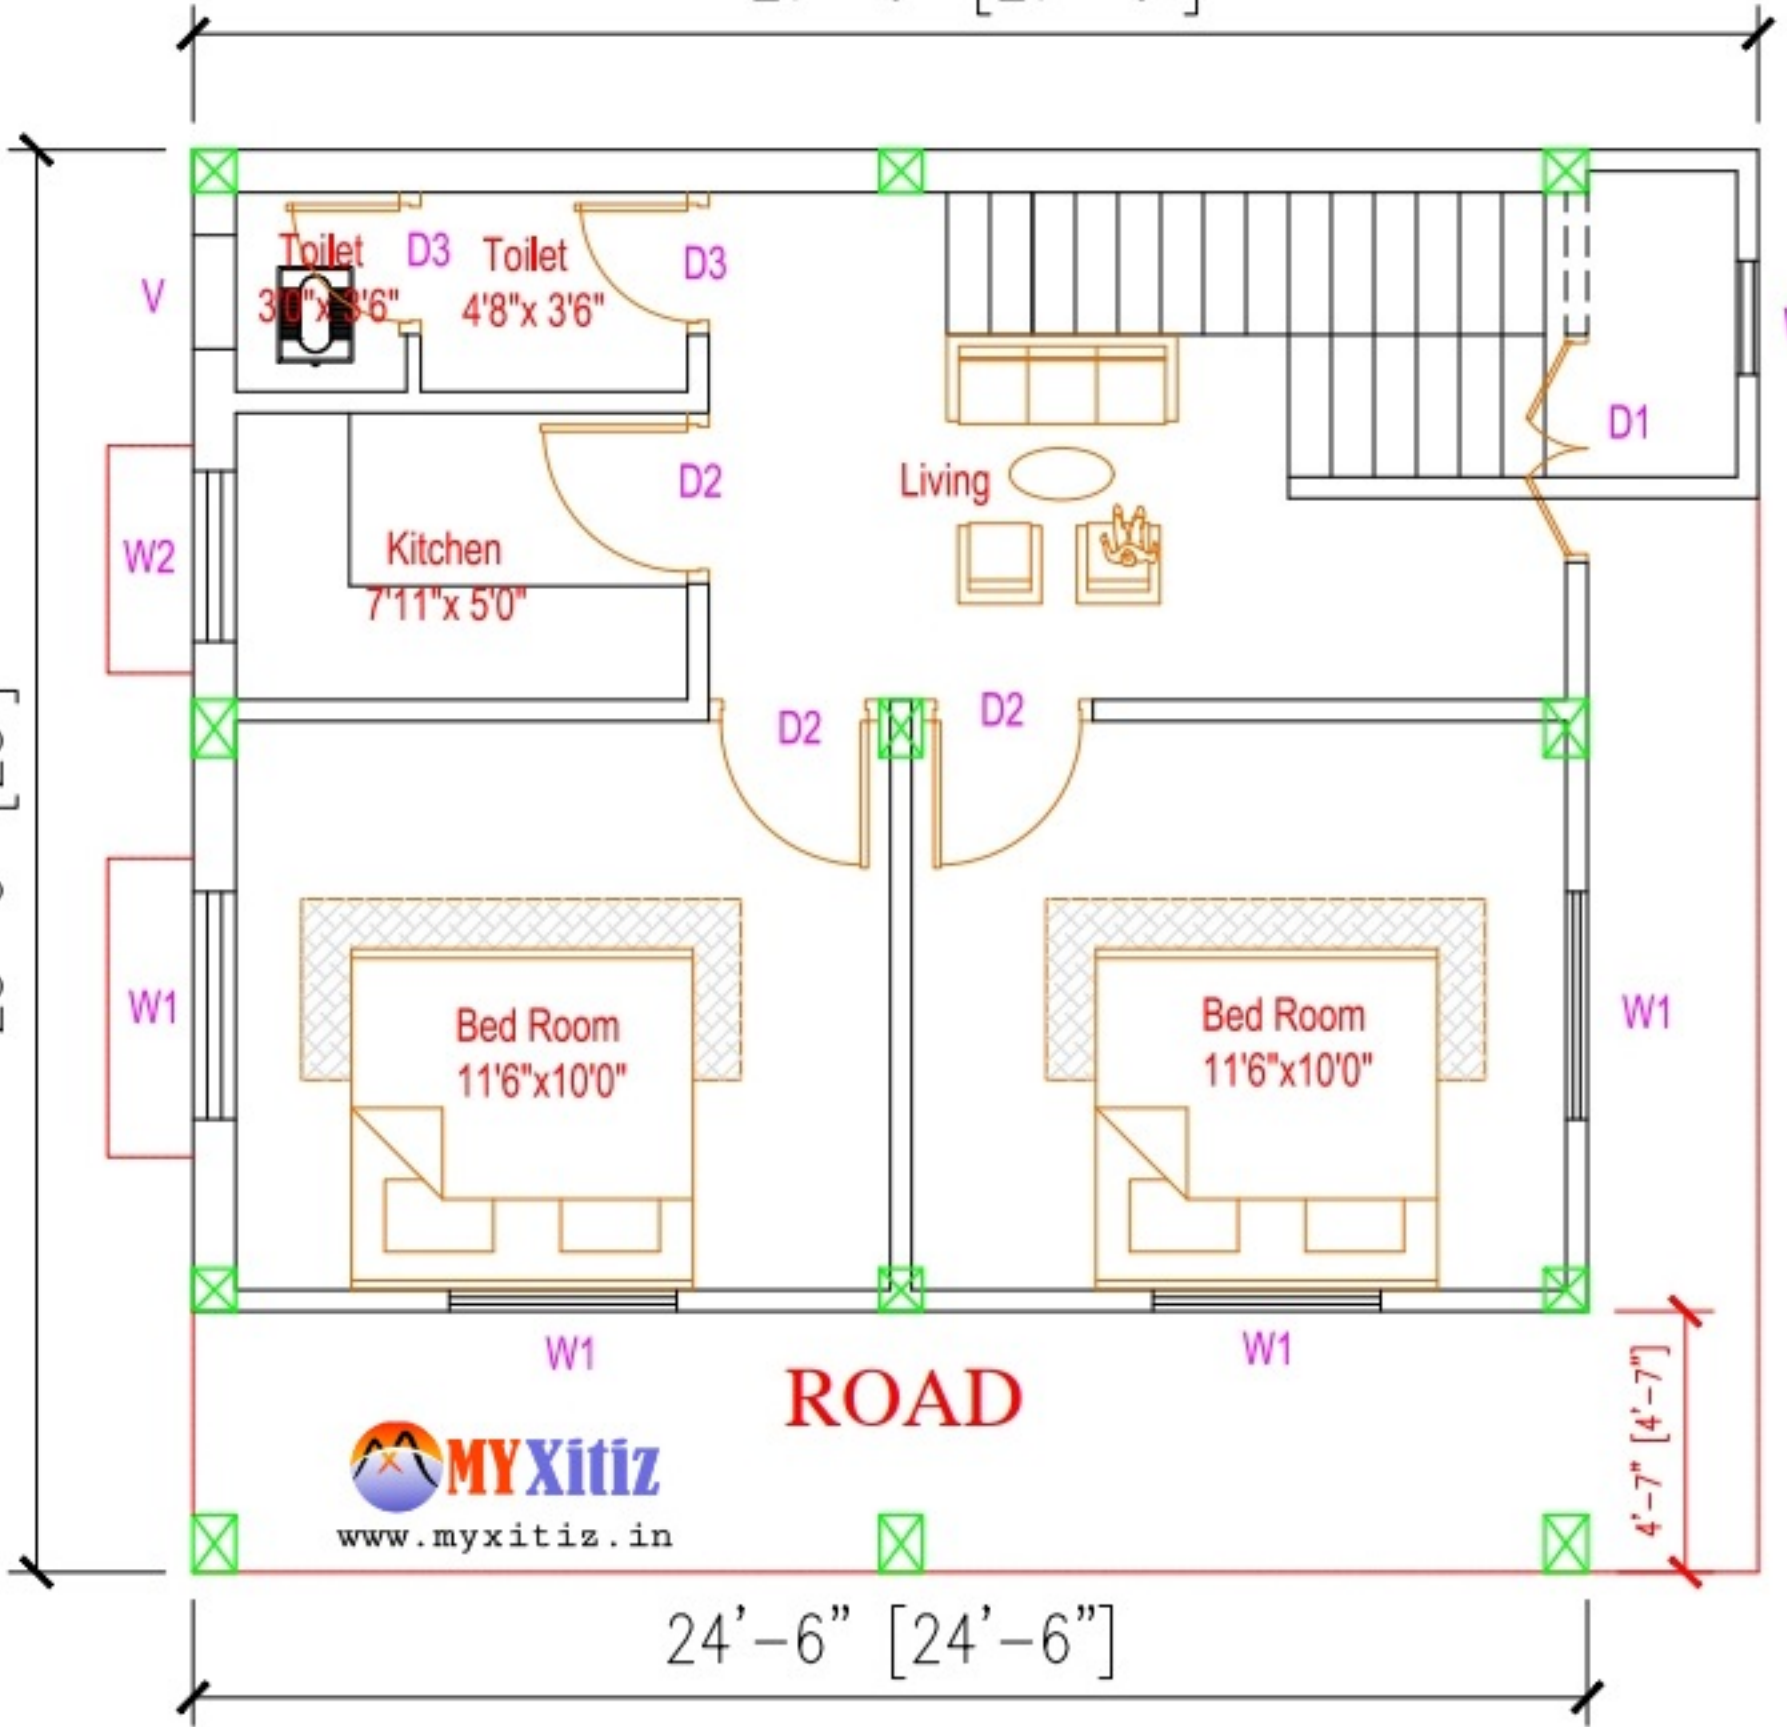 Toilet
3'0"x 3'6"
D3
Toilet
4'8"x 3'6"
D3
V
D1
D2
Living
W2
Kitchen
7'11"x 5'0"
D2
D2
W1
Bed Room
11'6"x10'0"
Bed Room
11'6"x10'0"
W1
W1
W1
ROAD
4'-7" [4'-7"]
MYXitiz
www.myxitiz.in
24'-6" [24'-6"]